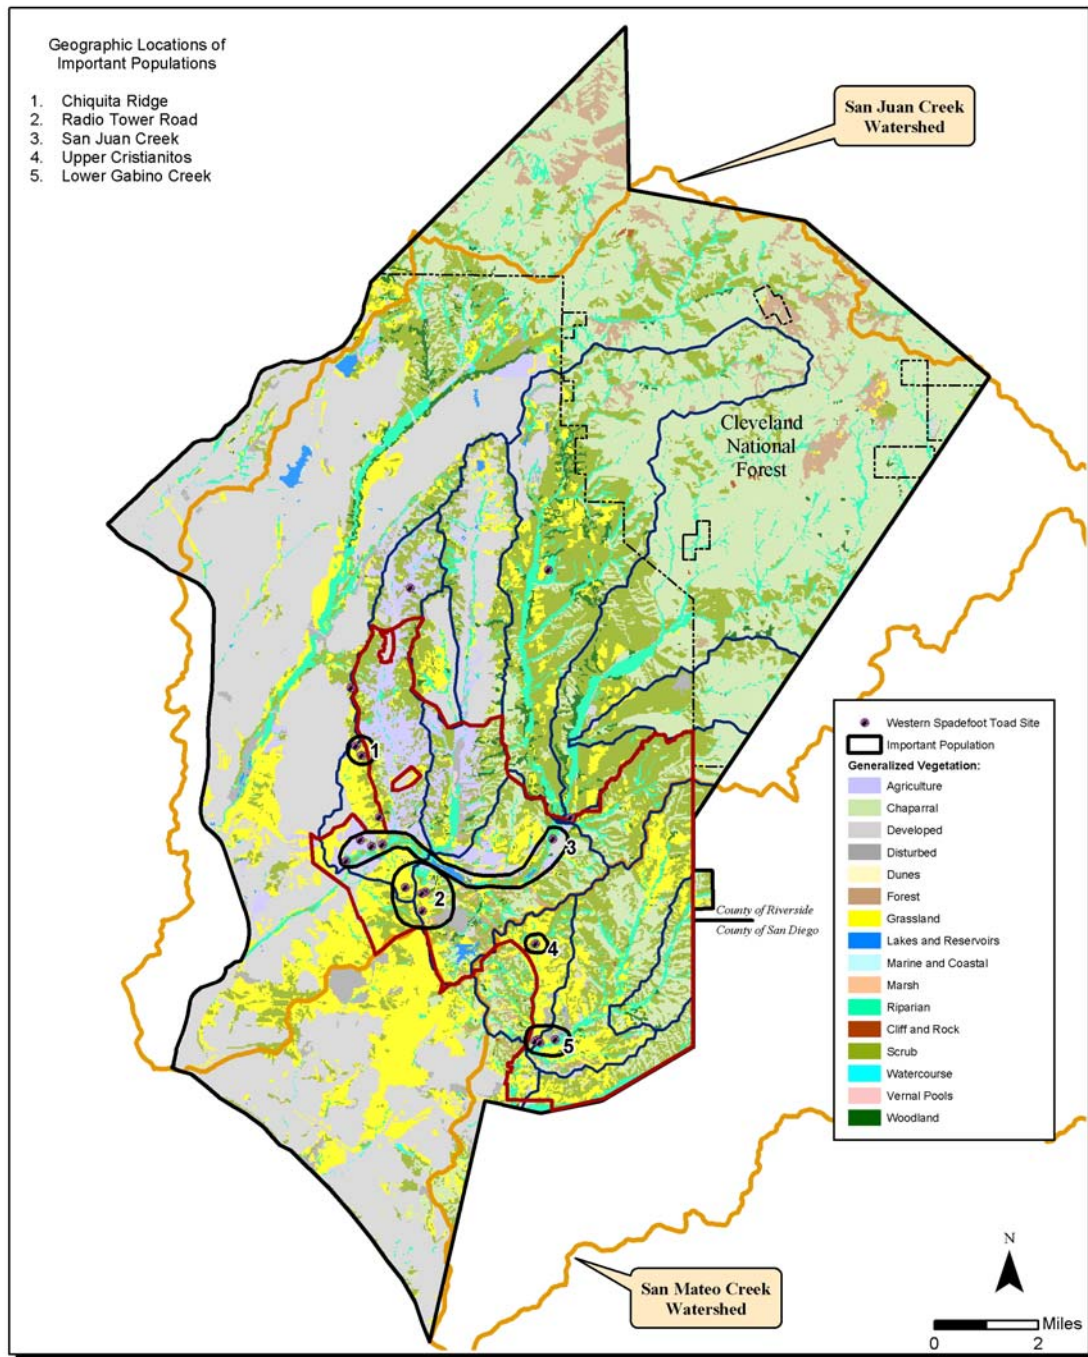 Geographic Locations of
Important Populations
1. Chiquita Ridge
2. Radio Tower Road
3. San Juan Creek
4. Upper Cristianitos
5. Lower Gabino Creek
San Juan Creek
Watershed
Cleveland
National
Forest
1
2
3
4
5
Western Spadefoot Toad Site
Important Population
Generalized Vegetation:
Agriculture
Chaparral
Developed
Disturbed
Dunes
Forest
Grassland
Lakes and Reservoirs
Marine and Coastal
Marsh
Riparian
Cliff and Rock
Scrub
Watercourse
Vernal Pools
Woodland
County of Riverside
County of San Diego
San Mateo Creek
Watershed
N
Miles
0 2